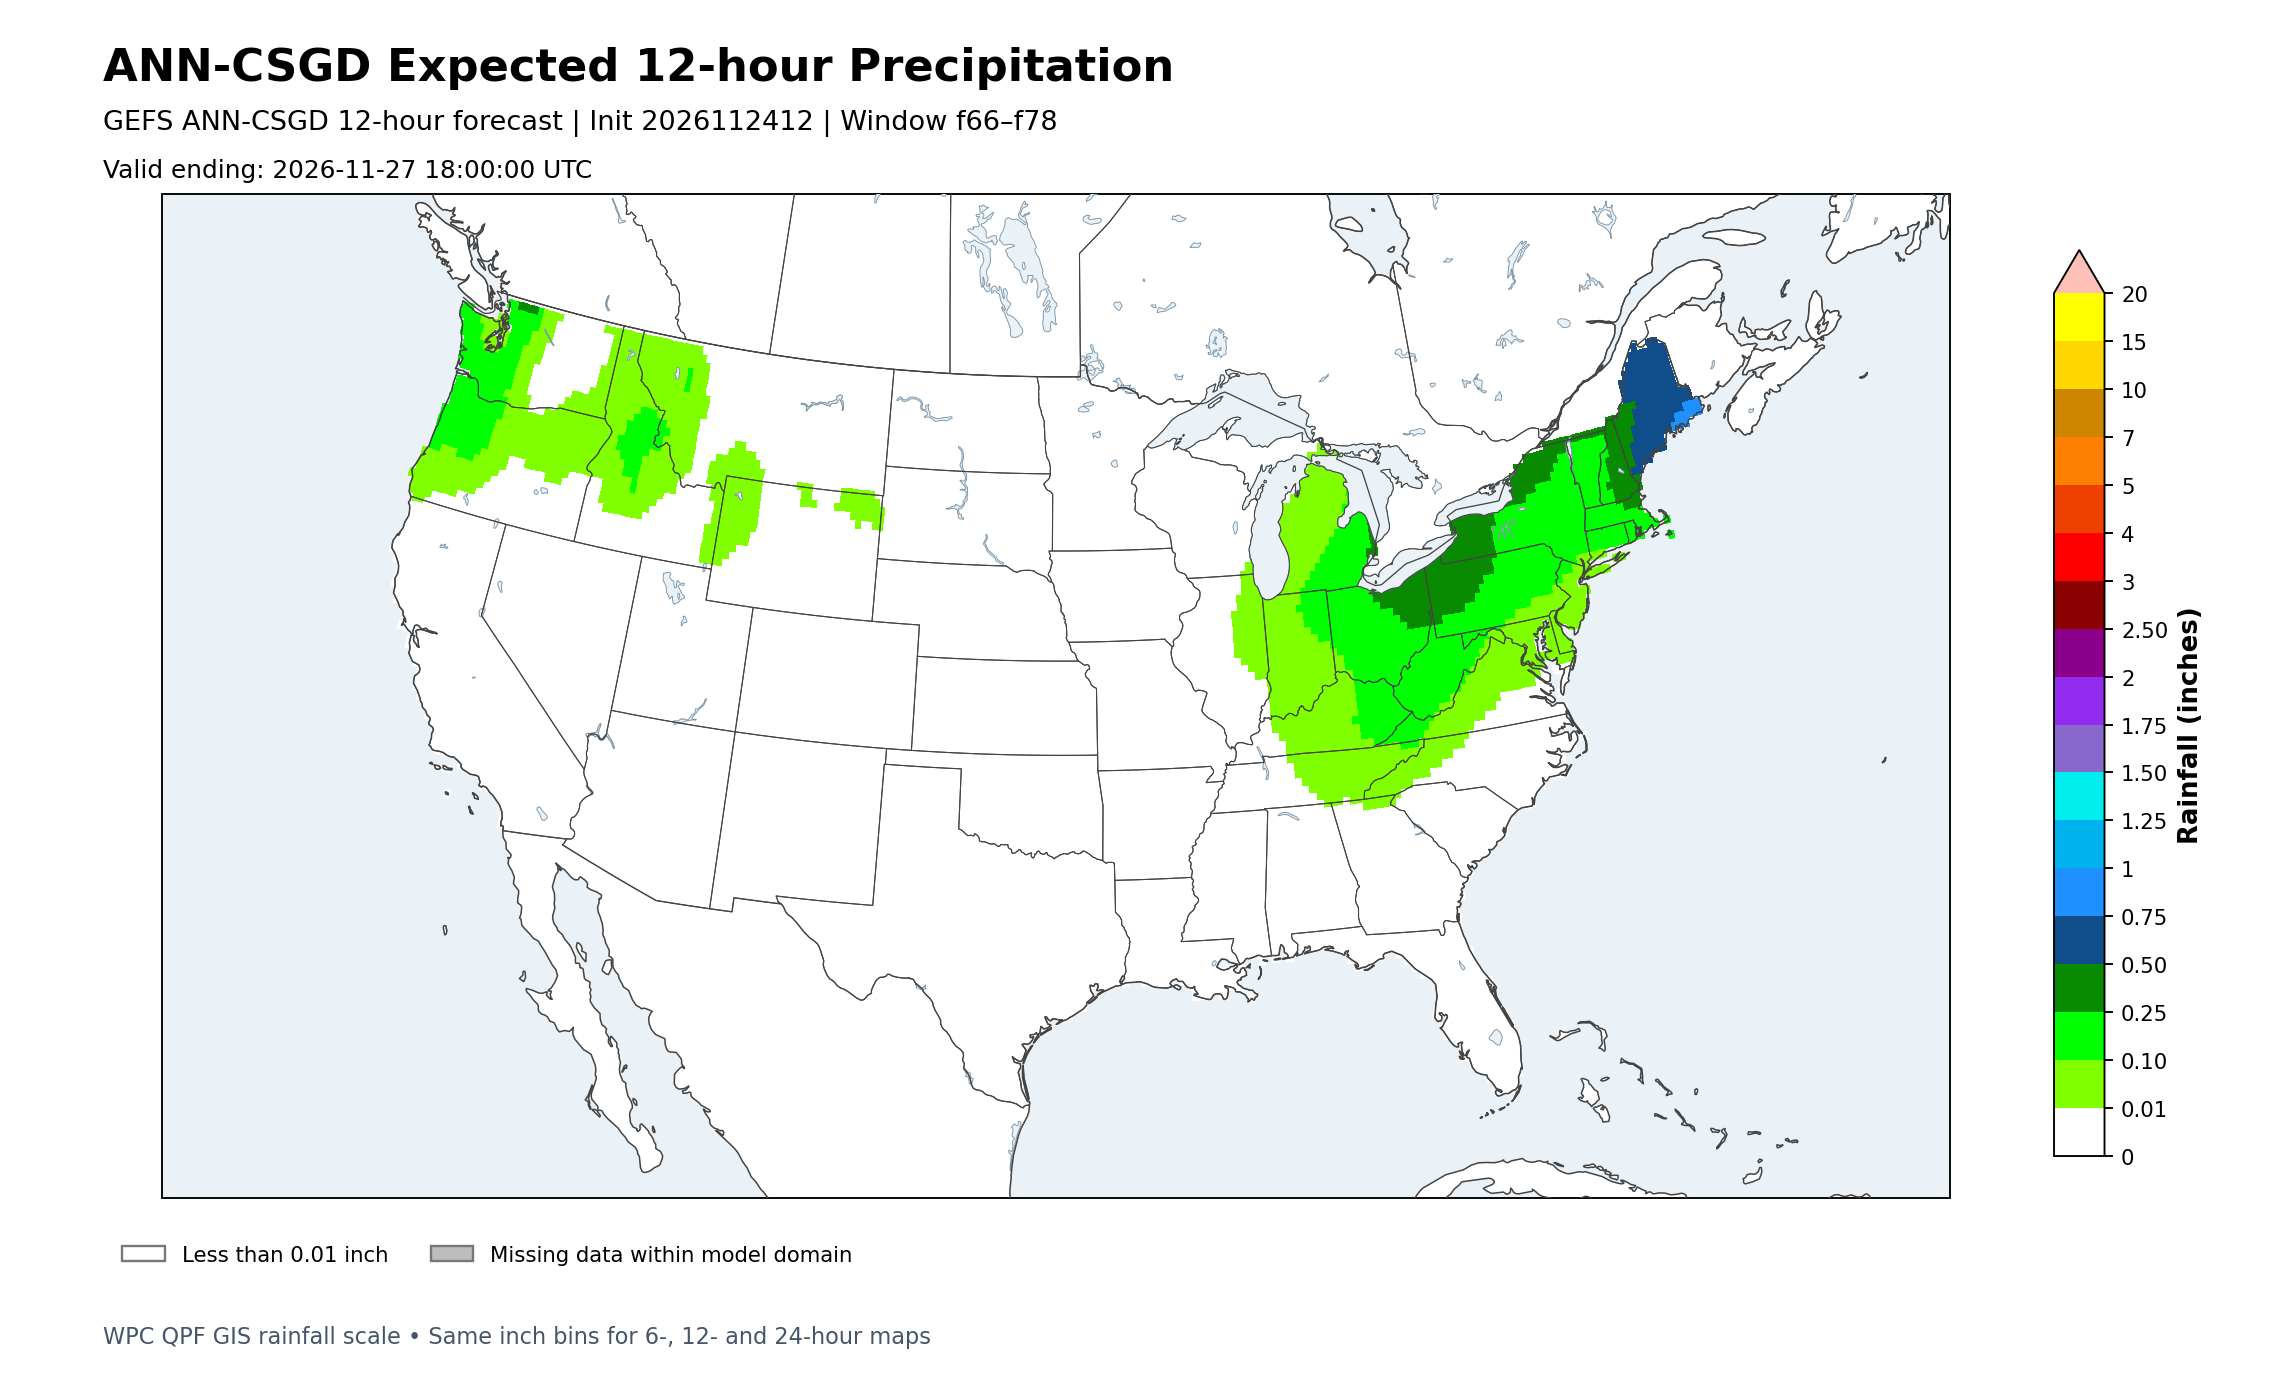 ANN-CSGD Expected 12-hour Precipitation
GEFS ANN-CSGD 12-hour forecast | Init 2026112412 | Window f66–f78
Valid ending: 2026-11-27 18:00:00 UTC
20
15
10
7
5
4
3
2.50
2
1.75
1.50
1.25
1
0.75
0.50
0.25
0.10
0.01
0
Rainfall (inches)
Less than 0.01 inch
Missing data within model domain
WPC QPF GIS rainfall scale • Same inch bins for 6-, 12- and 24-hour maps